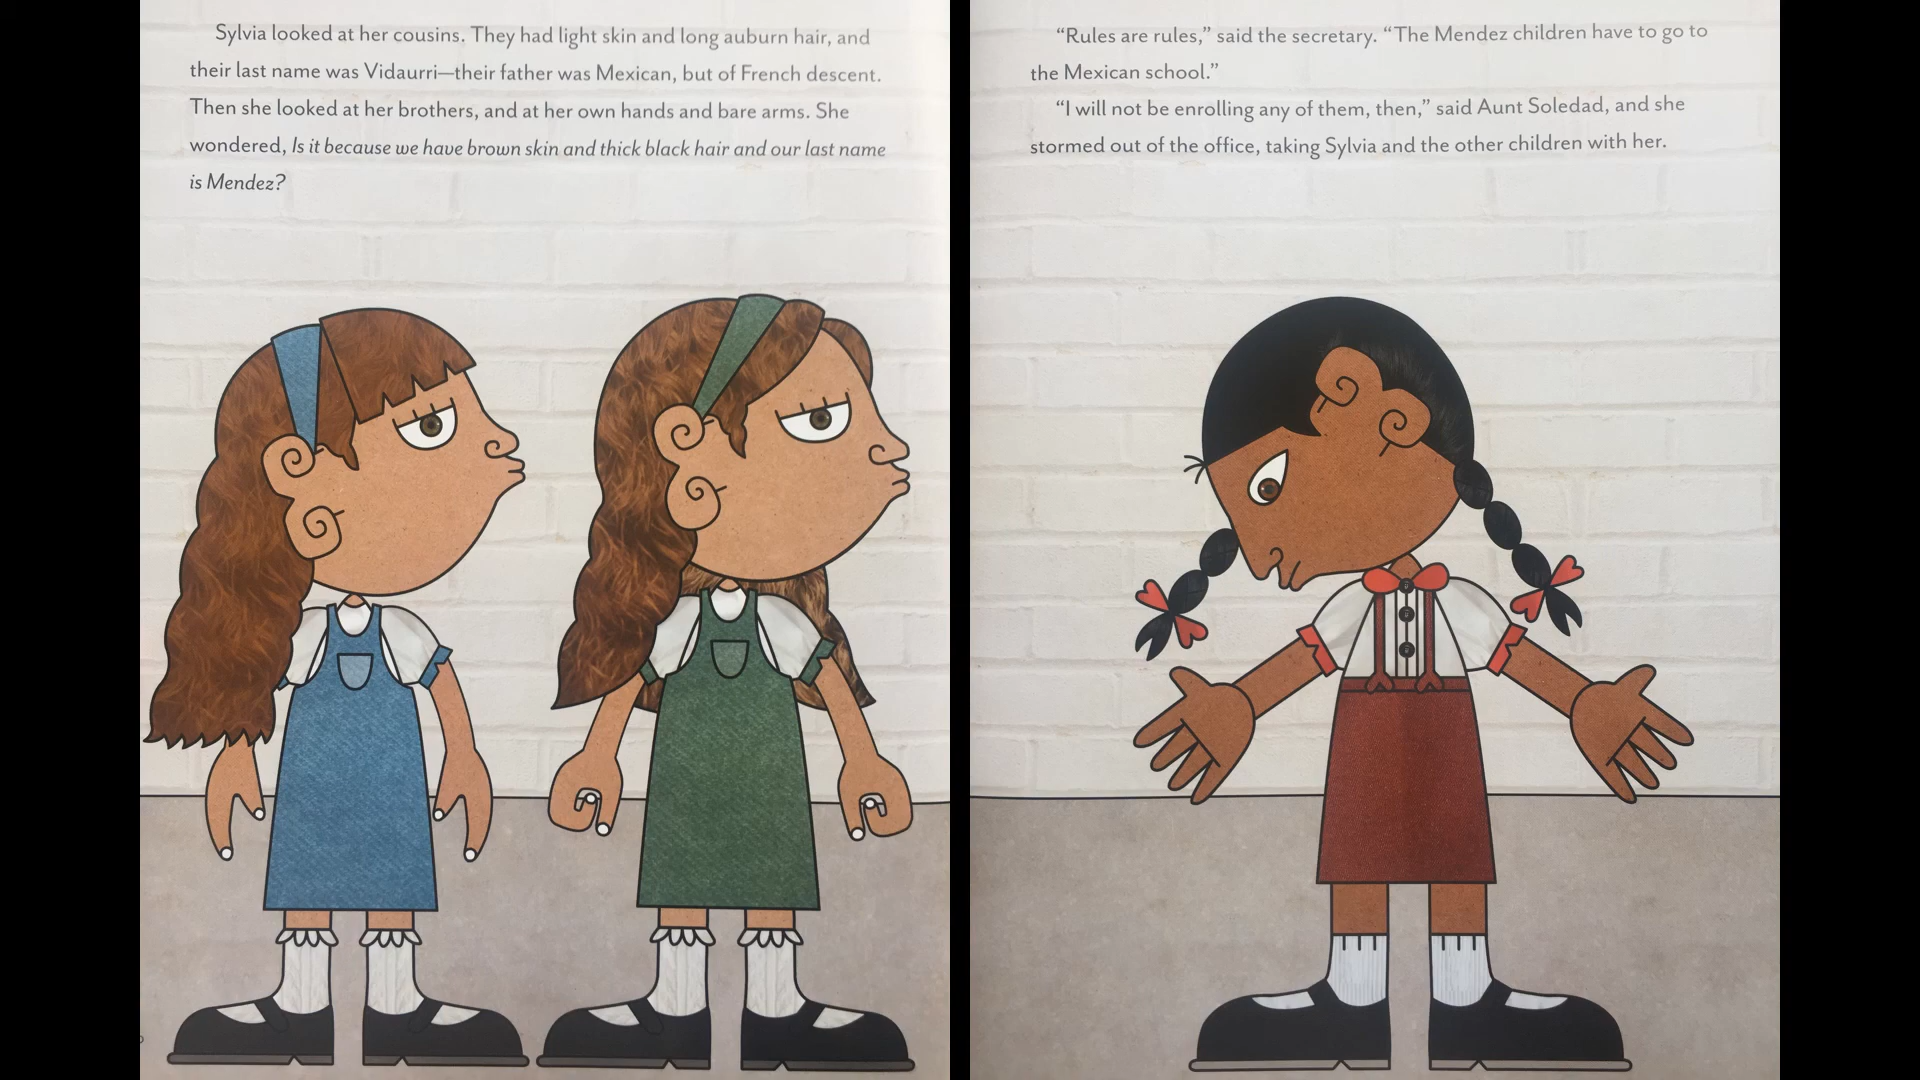 Sylvia looked at her cousins. They had light skin and long auburn hair, and
their last name was Vidaurri—their father was Mexican, but of French descent.
Then she looked at her brothers, and at her own hands and bare arms. She
wondered, Is it because we have brown skin and thick black hair and our last name
is Mendez?
“Rules are rules,” said the secretary. “The Mendez children have to go to
the Mexican school.”
“I will not be enrolling any of them, then,” said Aunt Soledad, and she
stormed out of the office, taking Sylvia and the other children with her.